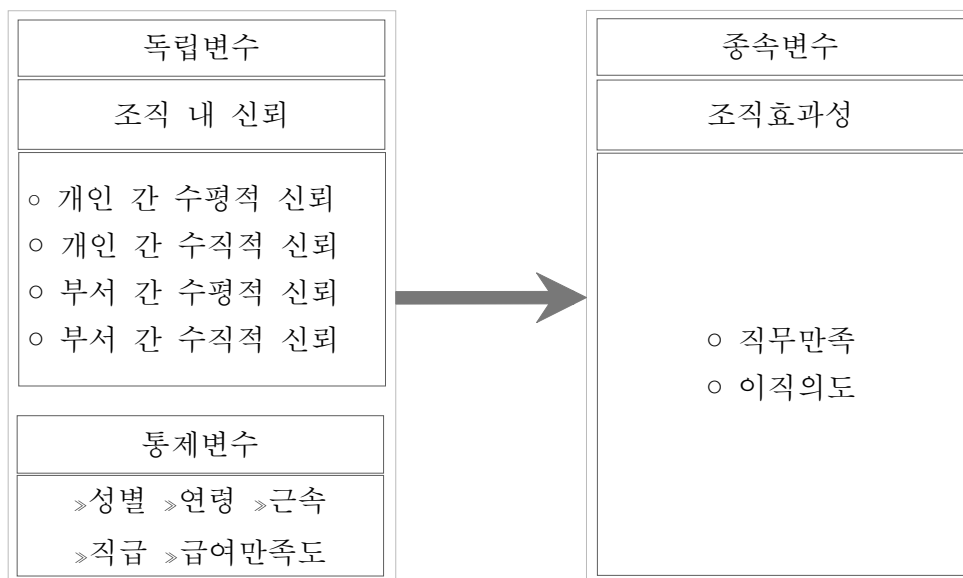 독립변수
조직 내 신뢰
○ 개인 간 수평적 신뢰
○ 개인 간 수직적 신뢰
○ 부서 간 수평적 신뢰
○ 부서 간 수직적 신뢰
통제변수
»성별 »연령 »근속
»직급 »급여만족도
종속변수
조직효과성
○ 직무만족
○ 이직의도